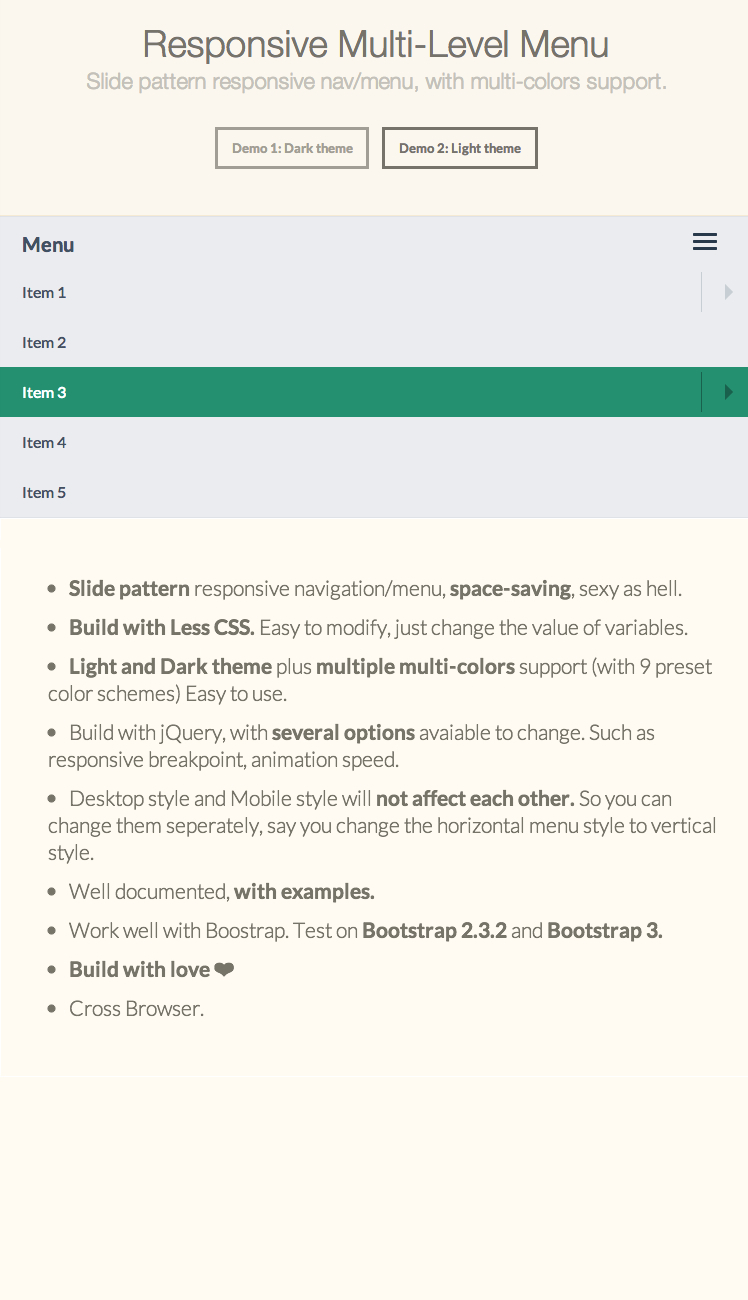 Responsive Multi-Level Menu
Slide pattern responsive nav/menu, with multi-colors support.
Demo 1: Dark theme
Demo 2: Light theme
Menu
Item 1
Item 2
Item 3
Item 4
Item 5
• Slide pattern responsive navigation/menu, space-saving, sexy as hell.
• Build with Less CSS. Easy to modify, just change the value of variables.
• Light and Dark theme plus multiple multi-colors support (with 9 preset
color schemes) Easy to use.
• Build with jQuery, with several options avaiable to change. Such as
responsive breakpoint, animation speed.
• Desktop style and Mobile style will not affect each other. So you can
change them seperately, say you change the horizontal menu style to vertical
style.
• Well documented, with examples.
• Work well with Boostrap. Test on Bootstrap 2.3.2 and Bootstrap 3.
• Build with love ❤
• Cross Browser.